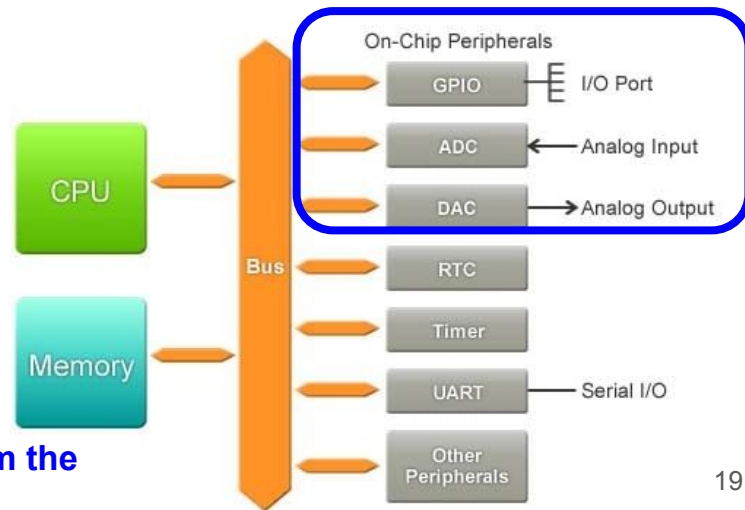 On-Chip Peripherals
GPIO
I/O Port
ADC
Analog Input
CPU
DAC
Analog Output
Bus
RTC
Timer
Memory
UART
Serial I/O
m the
Other
Peripherals
19